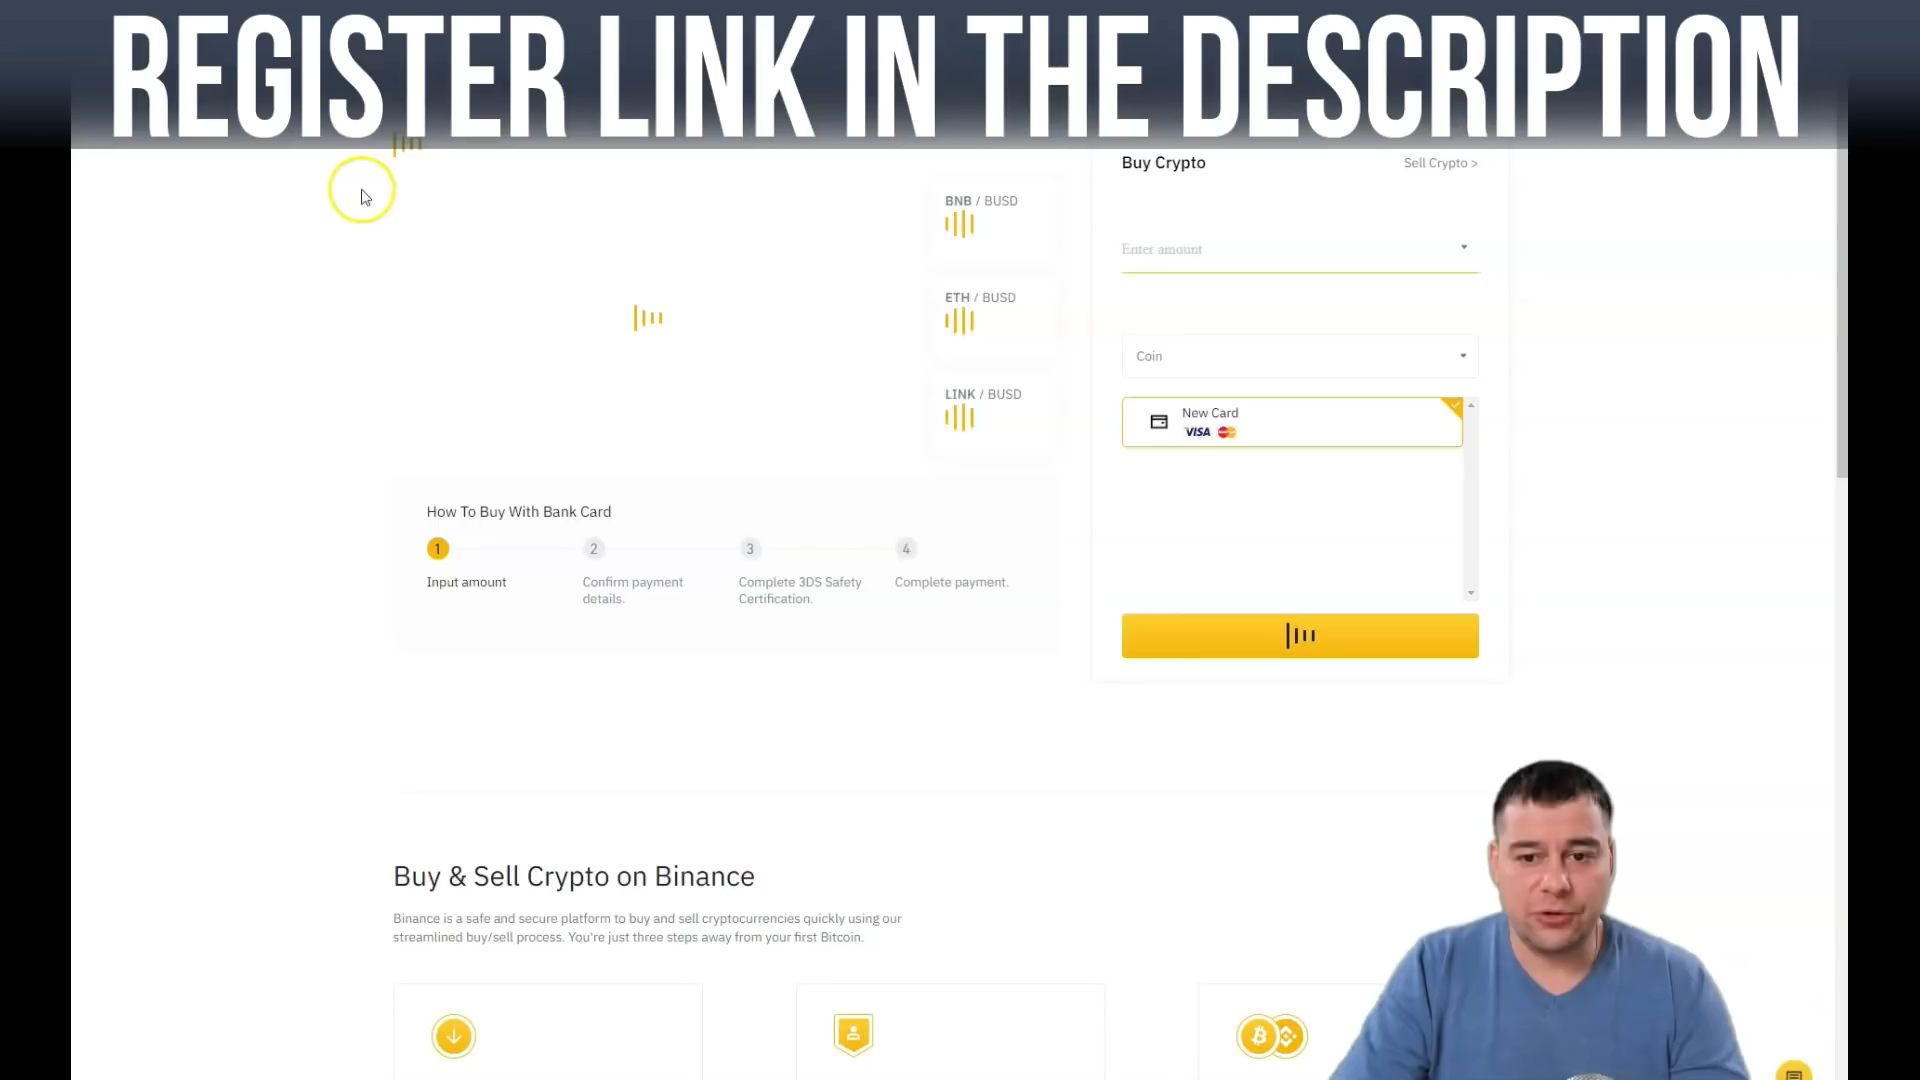 REGISTER LINK IN THE DESCRIPTION
Buy Crypto
Sell Crypto >
BNB / BUSD
Enter amount
ETH / BUSD
Coin
LINK / BUSD
New Card
VISA
How To Buy With Bank Card
1
2
3
4
Input amount
Confirm payment
details.
Complete 3DS Safety
Certification.
Complete payment.
Buy & Sell Crypto on Binance
Binance is a safe and secure platform to buy and sell cryptocurrencies quickly using our
streamlined buy/sell process. You're just three steps away from your first Bitcoin.